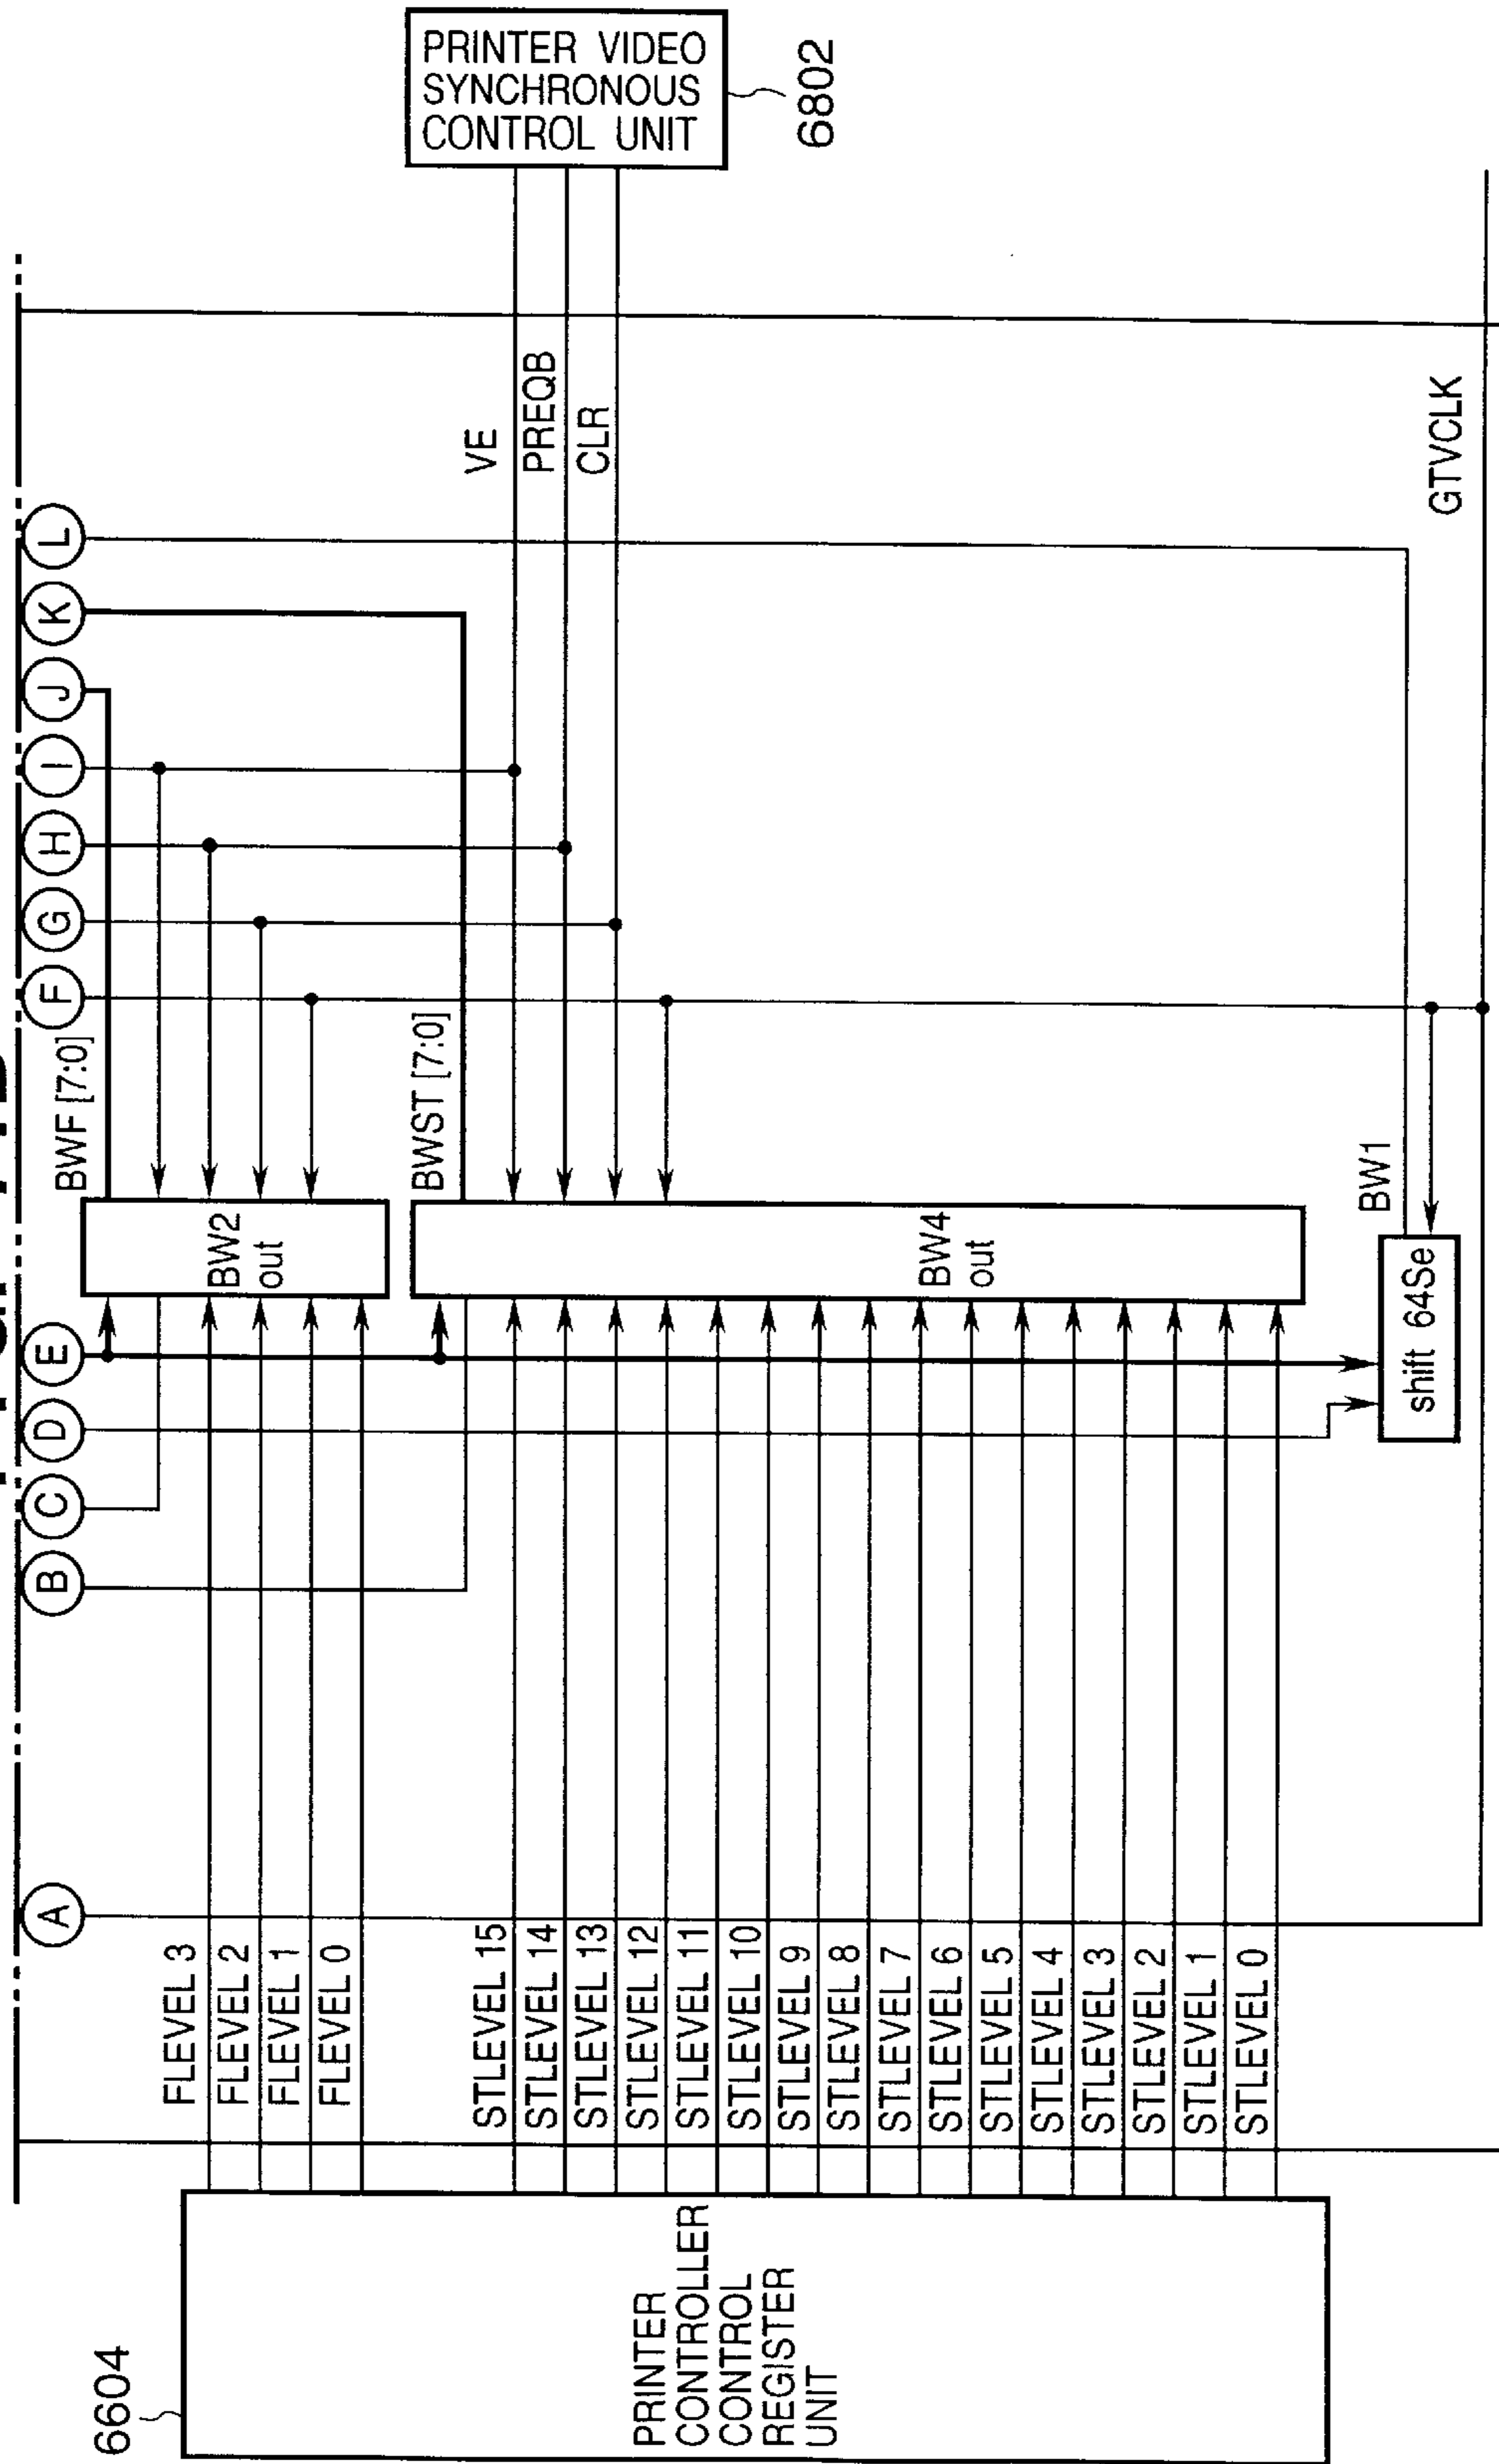 A
B
C
D
E
F
G
H
I
J
K
L
6604
PRINTER
CONTROLLER
CONTROL
REGISTER
UNIT
FLEVEL 3
FLEVEL 2
FLEVEL 1
FLEVEL 0
STLEVEL 15
STLEVEL 14
STLEVEL 13
STLEVEL 12
STLEVEL 11
STLEVEL 10
STLEVEL 9
STLEVEL 8
STLEVEL 7
STLEVEL 6
STLEVEL 5
STLEVEL 4
STLEVEL 3
STLEVEL 2
STLEVEL 1
STLEVEL 0
BW2
out
BWF [7:0]
BW4
out
BWST [7:0]
shift 64Se
BW1
VE
PREQB
CLR
GTVCLK
PRINTER VIDEO
SYNCHRONOUS
CONTROL UNIT
6802